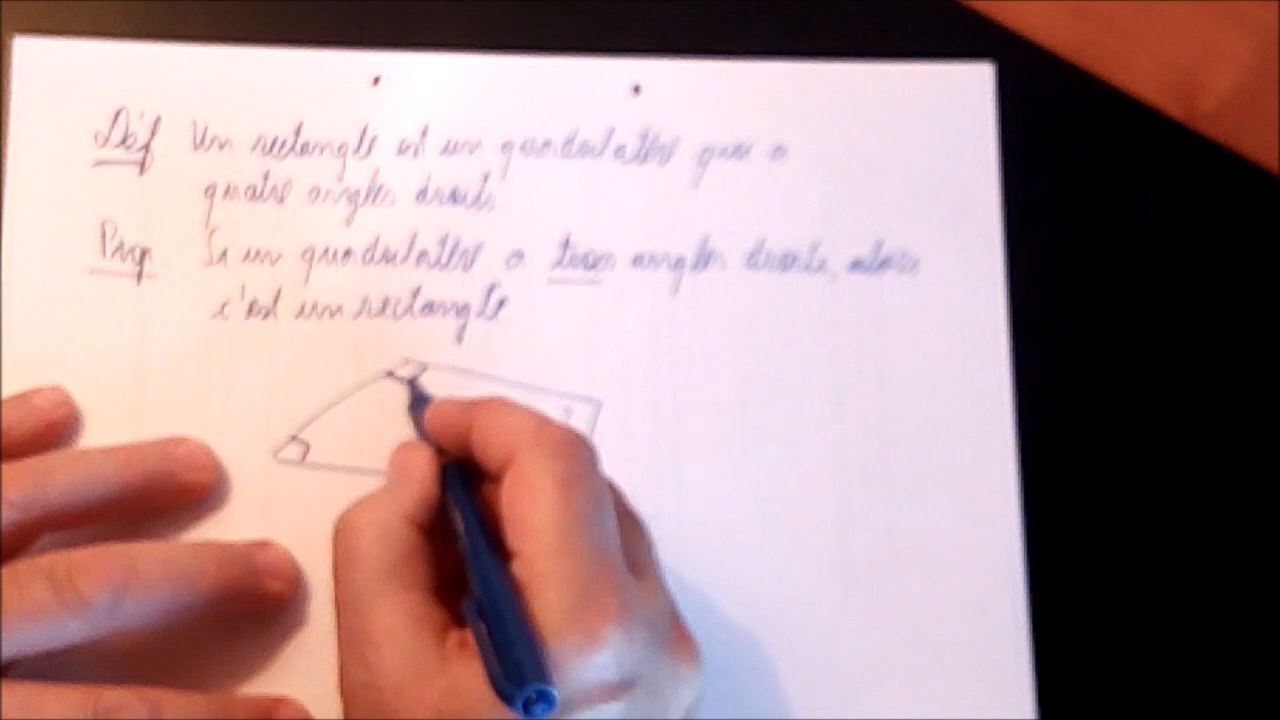 Déf Un rectangle est un quadrilatère qui a
quatre angles droits.
Prop Si un quadrilatère a trois angles droits, alors
c'est un rectangle